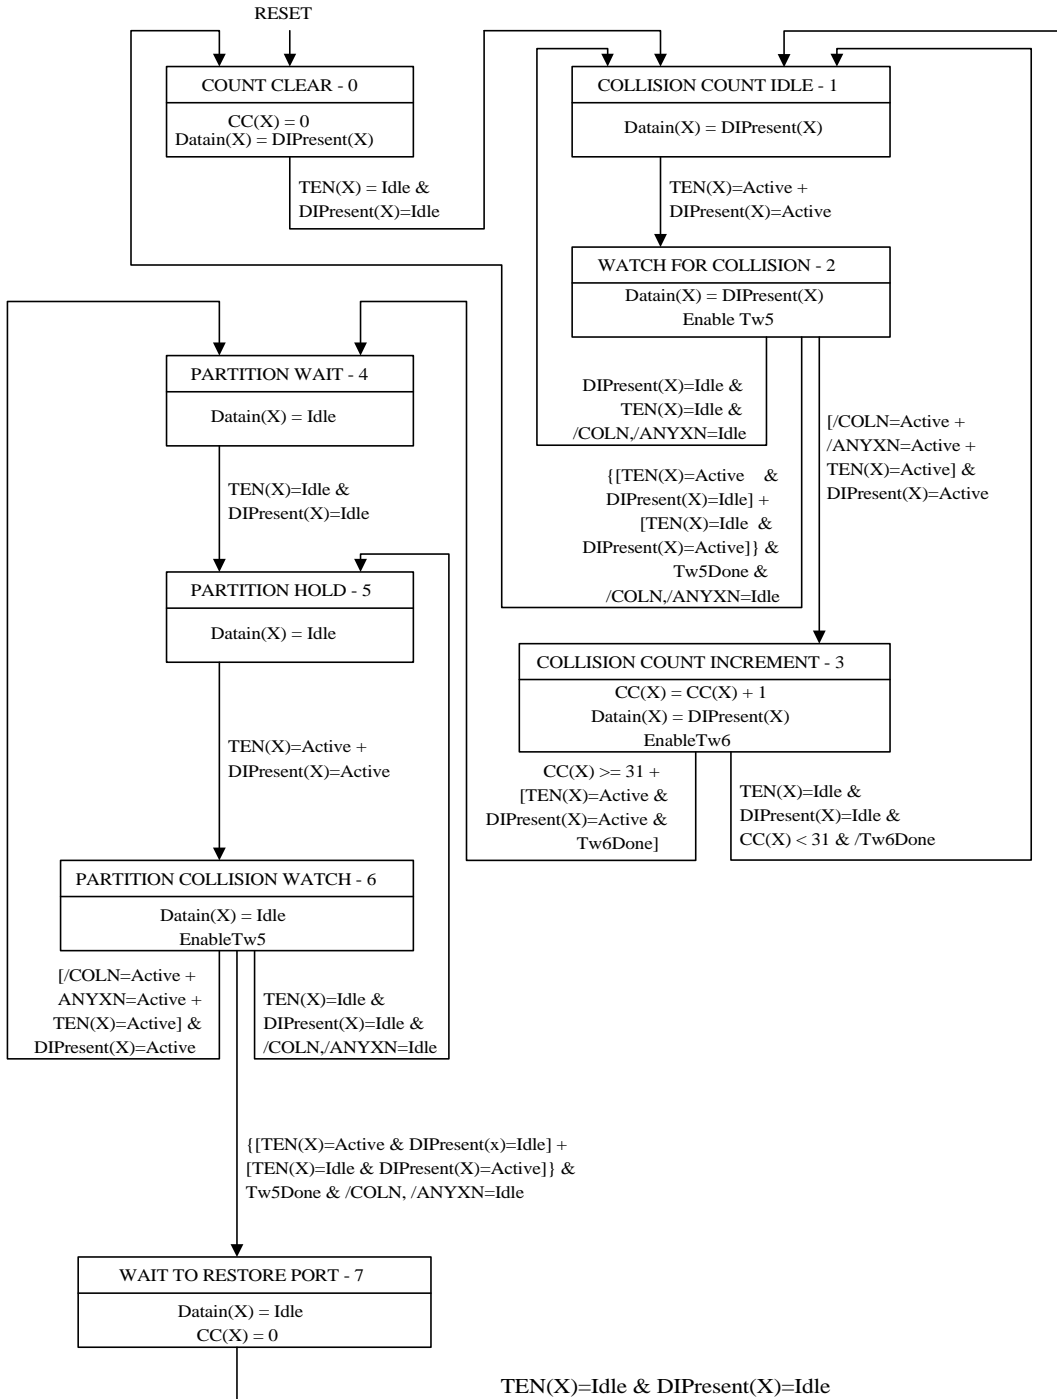 RESET
COUNT CLEAR - 0
CC(X) = 0
Datain(X) = DIPresent(X)
TEN(X) = Idle &
DIPresent(X)=Idle
COLLISION COUNT IDLE - 1
Datain(X) = DIPresent(X)
TEN(X)=Active +
DIPresent(X)=Active
WATCH FOR COLLISION - 2
Datain(X) = DIPresent(X)
Enable Tw5
DIPresent(X)=Idle &
TEN(X)=Idle &
/COLN,/ANYXN=Idle
{[TEN(X)=Active &
DIPresent(X)=Idle] +
[TEN(X)=Idle &
DIPresent(X)=Active]} &
Tw5Done &
/COLN,/ANYXN=Idle
[/COLN=Active +
/ANYXN=Active +
TEN(X)=Active] &
DIPresent(X)=Active
COLLISION COUNT INCREMENT - 3
CC(X) = CC(X) + 1
Datain(X) = DIPresent(X)
EnableTw6
CC(X) >= 31 +
[TEN(X)=Active &
DIPresent(X)=Active &
Tw6Done]
TEN(X)=Idle &
DIPresent(X)=Idle &
CC(X) < 31 & /Tw6Done
PARTITION WAIT - 4
Datain(X) = Idle
TEN(X)=Idle &
DIPresent(X)=Idle
PARTITION HOLD - 5
Datain(X) = Idle
TEN(X)=Active +
DIPresent(X)=Active
PARTITION COLLISION WATCH - 6
Datain(X) = Idle
EnableTw5
[/COLN=Active +
ANYXN=Active +
TEN(X)=Active] &
DIPresent(X)=Active
TEN(X)=Idle &
DIPresent(X)=Idle &
/COLN,/ANYXN=Idle
{[TEN(X)=Active & DIPresent(x)=Idle] +
[TEN(X)=Idle & DIPresent(X)=Active]} &
Tw5Done & /COLN, /ANYXN=Idle
WAIT TO RESTORE PORT - 7
Datain(X) = Idle
CC(X) = 0
TEN(X)=Idle & DIPresent(X)=Idle